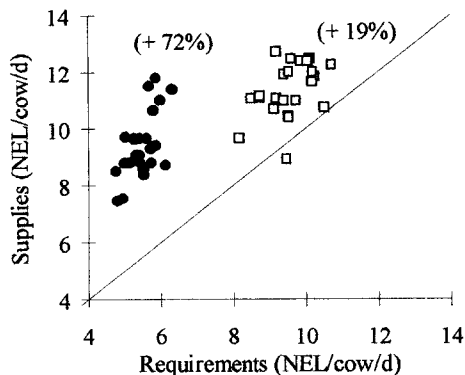 14
(+ 72%)
(+ 19%)
12
10
8
6
4
Supplies (NEL/cow/d)
4 6 8 10 12 14
Requirements (NEL/cow/d)